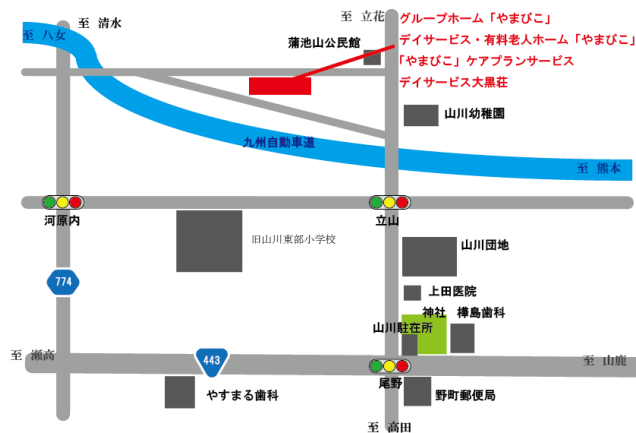 至 立花
至 清水
至 八女
グループホーム「やまびこ」
デイサービス・有料老人ホーム「やまびこ」
「やまびこ」ケアプランサービス
デイサービス大黒荘
蒲池山公民館
山川幼稚園
九州自動車道
至 熊本
河原内
立山
旧山川東部小学校
山川団地
774
上田医院
神社
樺島歯科
山川駐在所
至 瀬高
443
至 山鹿
尾野
やすまる歯科
野町郵便局
至 高田